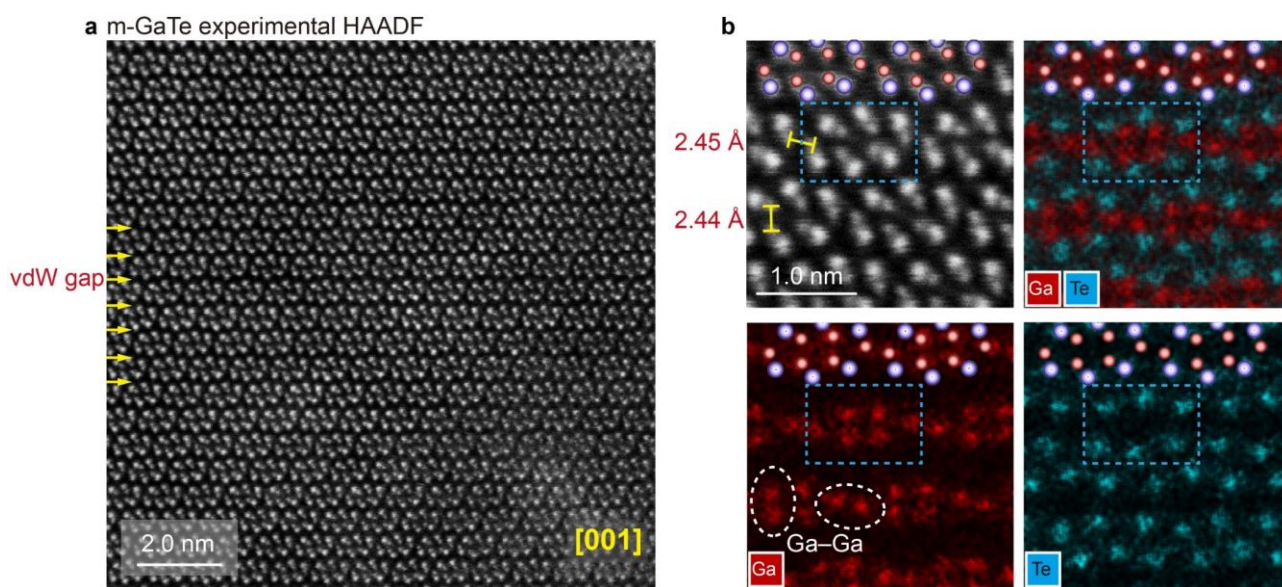 a m-GaTe experimental HAADF
vdW gap
2.0 nm
[001]
b
2.45 Å
2.44 Å
1.0 nm
Ga Te
Ga–Ga
Ga
Te